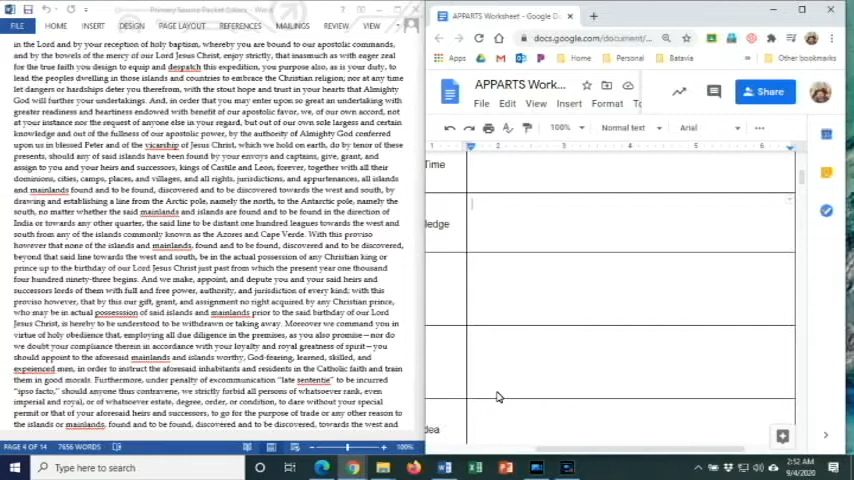 Primary Source Packet Colony - Word
FILE HOME INSERT DESIGN PAGE LAYOUT REFERENCES MAILINGS REVIEW VIEW
in the Lord and by your reception of holy baptism, whereby you are bound to our apostolic commands,
and by the bowels of the mercy of our Lord Jesus Christ, enjoy strictly, that inasmuch as with eager zeal
for the true faith you design to equip and despatch this expedition, you purpose also, as is your duty, to
lead the peoples dwelling in those islands and countries to embrace the Christian religion; nor at any time
let dangers or hardships deter you therefrom, with the stout hope and trust in your hearts that Almighty
God will further your undertakings. And, in order that you may enter upon so great an undertaking with
greater readiness and heartiness endowed with benefit of our apostolic favor, we, of our own accord, not
at your instance nor the request of anyone else in your regard, but out of our own sole largess and certain
knowledge and out of the fullness of our apostolic power, by the authority of Almighty God conferred
upon us in blessed Peter and of the vicarship of Jesus Christ, which we hold on earth, do by tenor of these
presents, should any of said islands have been found by your envoys and captains, give, grant, and
assign to you and your heirs and successors, kings of Castile and Leon, forever, together with all their
dominions, cities, camps, places, and villages, and all rights, jurisdictions, and appurtenances, all islands
and mainlands found and to be found, discovered and to be discovered towards the west and south, by
drawing and establishing a line from the Arctic pole, namely the north, to the Antarctic pole, namely the
south, no matter whether the said mainlands and islands are found and to be found in the direction of
India or towards any other quarter, the said line to be distant one hundred leagues towards the west and
south from any of the islands commonly known as the Azores and Cape Verde. With this proviso
however that none of the islands and mainlands, found and to be found, discovered and to be discovered,
beyond that said line towards the west and south, be in the actual possession of any Christian king or
prince up to the birthday of our Lord Jesus Christ just past from which the present year one thousand
four hundred ninety-three begins. And we make, appoint, and depute you and your said heirs and
successors lords of them with full and free power, authority, and jurisdiction of every kind; with this
proviso however, that by this our gift, grant, and assignment no right acquired by any Christian prince,
who may be in actual possesssion of said islands and mainlands prior to the said birthday of our Lord
Jesus Christ, is hereby to be understood to be withdrawn or taking away. Moreover we command you in
virtue of holy obedience that, employing all due diligence in the premises, as you also promise—nor do
we doubt your compliance therein in accordance with your loyalty and royal greatness of spirit—you
should appoint to the aforesaid mainlands and islands worthy, God-fearing, learned, skilled, and
experienced men, in order to instruct the aforesaid inhabitants and residents in the Catholic faith and train
them in good morals. Furthermore, under penalty of excommunication "late sententie" to be incurred
"ipso facto," should anyone thus contravene, we strictly forbid all persons of whatsoever rank, even
imperial and royal, or of whatsoever estate, degree, order, or condition, to dare without your special
permit or that of your aforesaid heirs and successors, to go for the purpose of trade or any other reason to
the islands or mainlands, found and to be found, discovered and to be discovered, towards the west and
PAGE 4 OF 14 7656 WORDS 100%
APPARTS Worksheet - Google D
docs.google.com/document/
Apps Home Personal Batavia Other bookmarks
APPARTS Work...
Share
File Edit View Insert Format
100% Normal text Arial
1 2 3 4 5 6
Time
ledge
dea
Type here to search
2:52 AM
9/4/2020